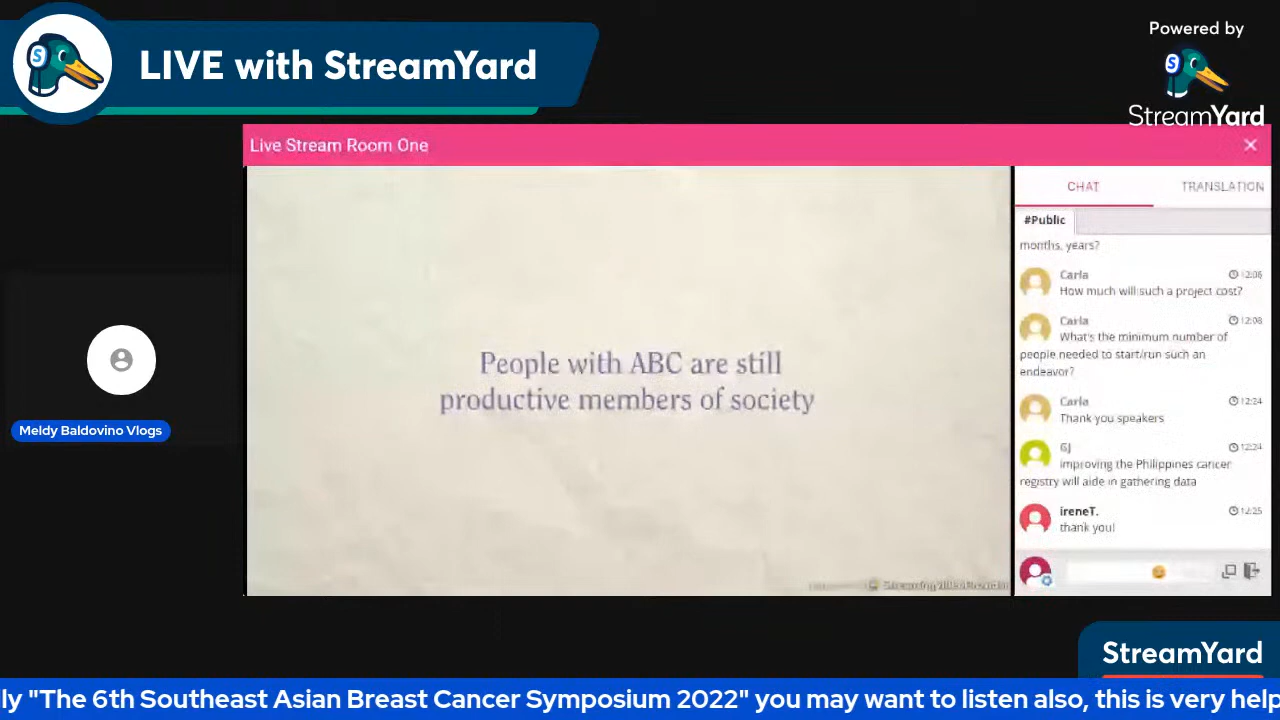 S
LIVE with StreamYard
Powered by
S
StreamYard
Live Stream Room One
People with ABC are still
productive members of society
CHAT
TRANSLATION
#Public
months, years?
Carla
12:06
How much will such a project cost?
Carla
12:08
What's the minimum number of
people needed to start/run such an
endeavor?
Carla
12:24
Thank you speakers
GJ
12:24
improving the Philippines cancer
registry will aide in gathering data
ireneT.
12:25
thank you!
Meldy Baldovino Vlogs
StreamYard
ly "The 6th Southeast Asian Breast Cancer Symposium 2022" you may want to listen also, this is very help